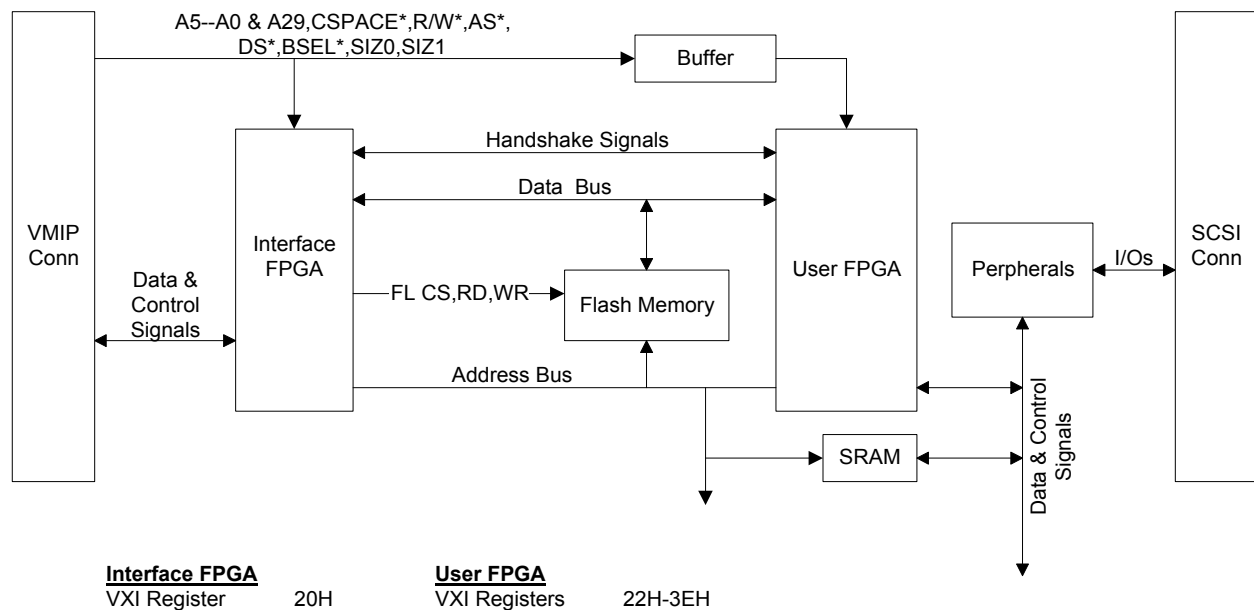 A5--A0 & A29,CSPACE*,R/W*,AS*,
DS*,BSEL*,SIZ0,SIZ1
Buffer
Handshake Signals
Data Bus
VMIP
Conn
Interface
FPGA
User FPGA
Perpherals
I/Os
SCSI
Conn
Data &
Control
Signals
FL CS,RD,WR
Flash Memory
Address Bus
SRAM
Data & Control
Signals
Interface FPGA
User FPGA
VXI Register 20H
VXI Registers 22H-3EH